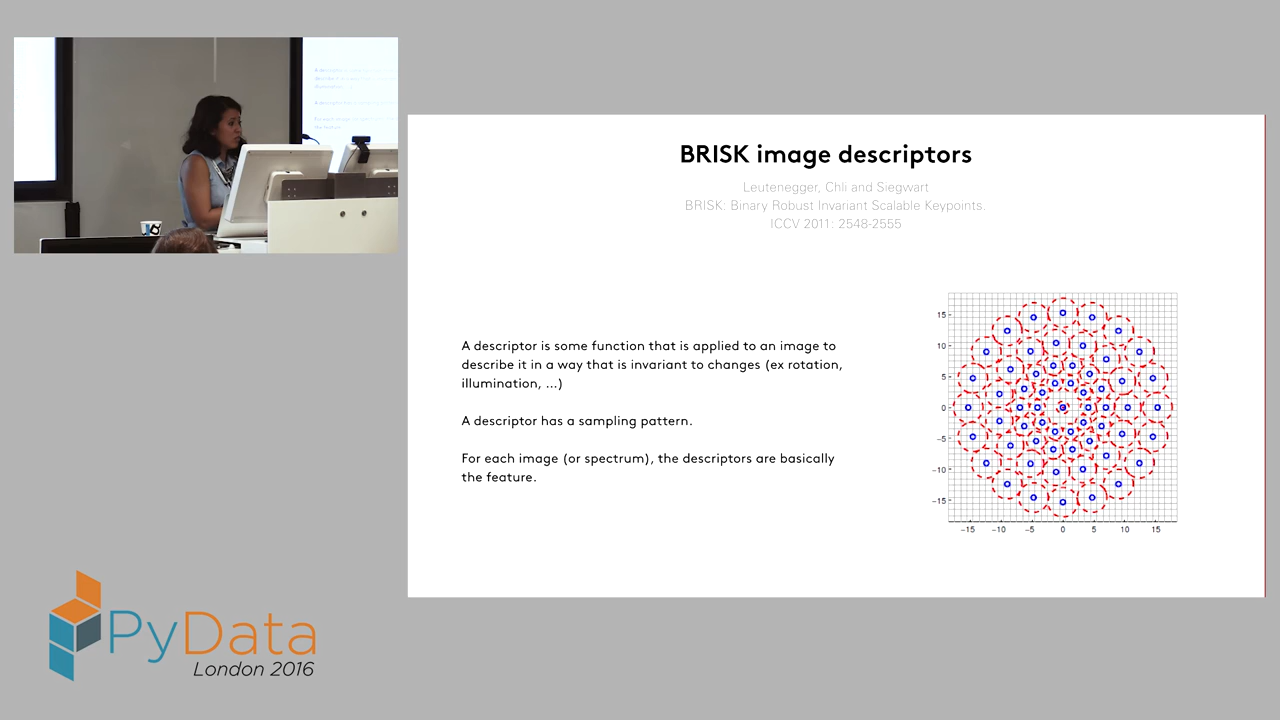 BRISK image descriptors
Leutenegger, Chli and Siegwart
BRISK: Binary Robust Invariant Scalable Keypoints.
ICCV 2011: 2548-2555
A descriptor is some function that is applied to an image to
describe it in a way that is invariant to changes (ex rotation,
illumination, ...)
A descriptor has a sampling pattern.
For each image (or spectrum), the descriptors are basically
the feature.
15
10
5
0
−5
−10
−15
−15 −10 −5 0 5 10 15
PyData
London 2016